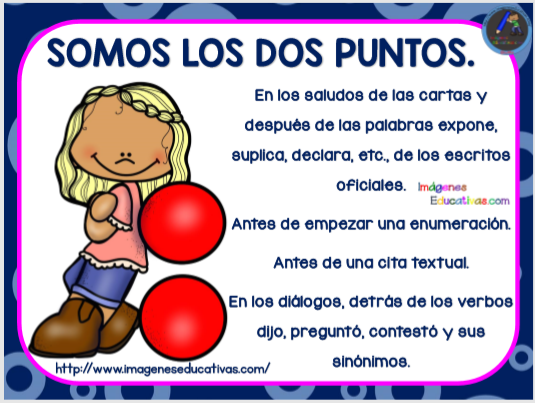 SOMOS LOS DOS PUNTOS.
En los saludos de las cartas y
después de las palabras expone,
suplica, declara, etc., de los escritos
oficiales.
Imágenes
Educativas.com
Antes de empezar una enumeración.
Antes de una cita textual.
En los diálogos, detrás de los verbos
dijo, preguntó, contestó y sus
sinónimos.
http://www.imageneseducativas.com/